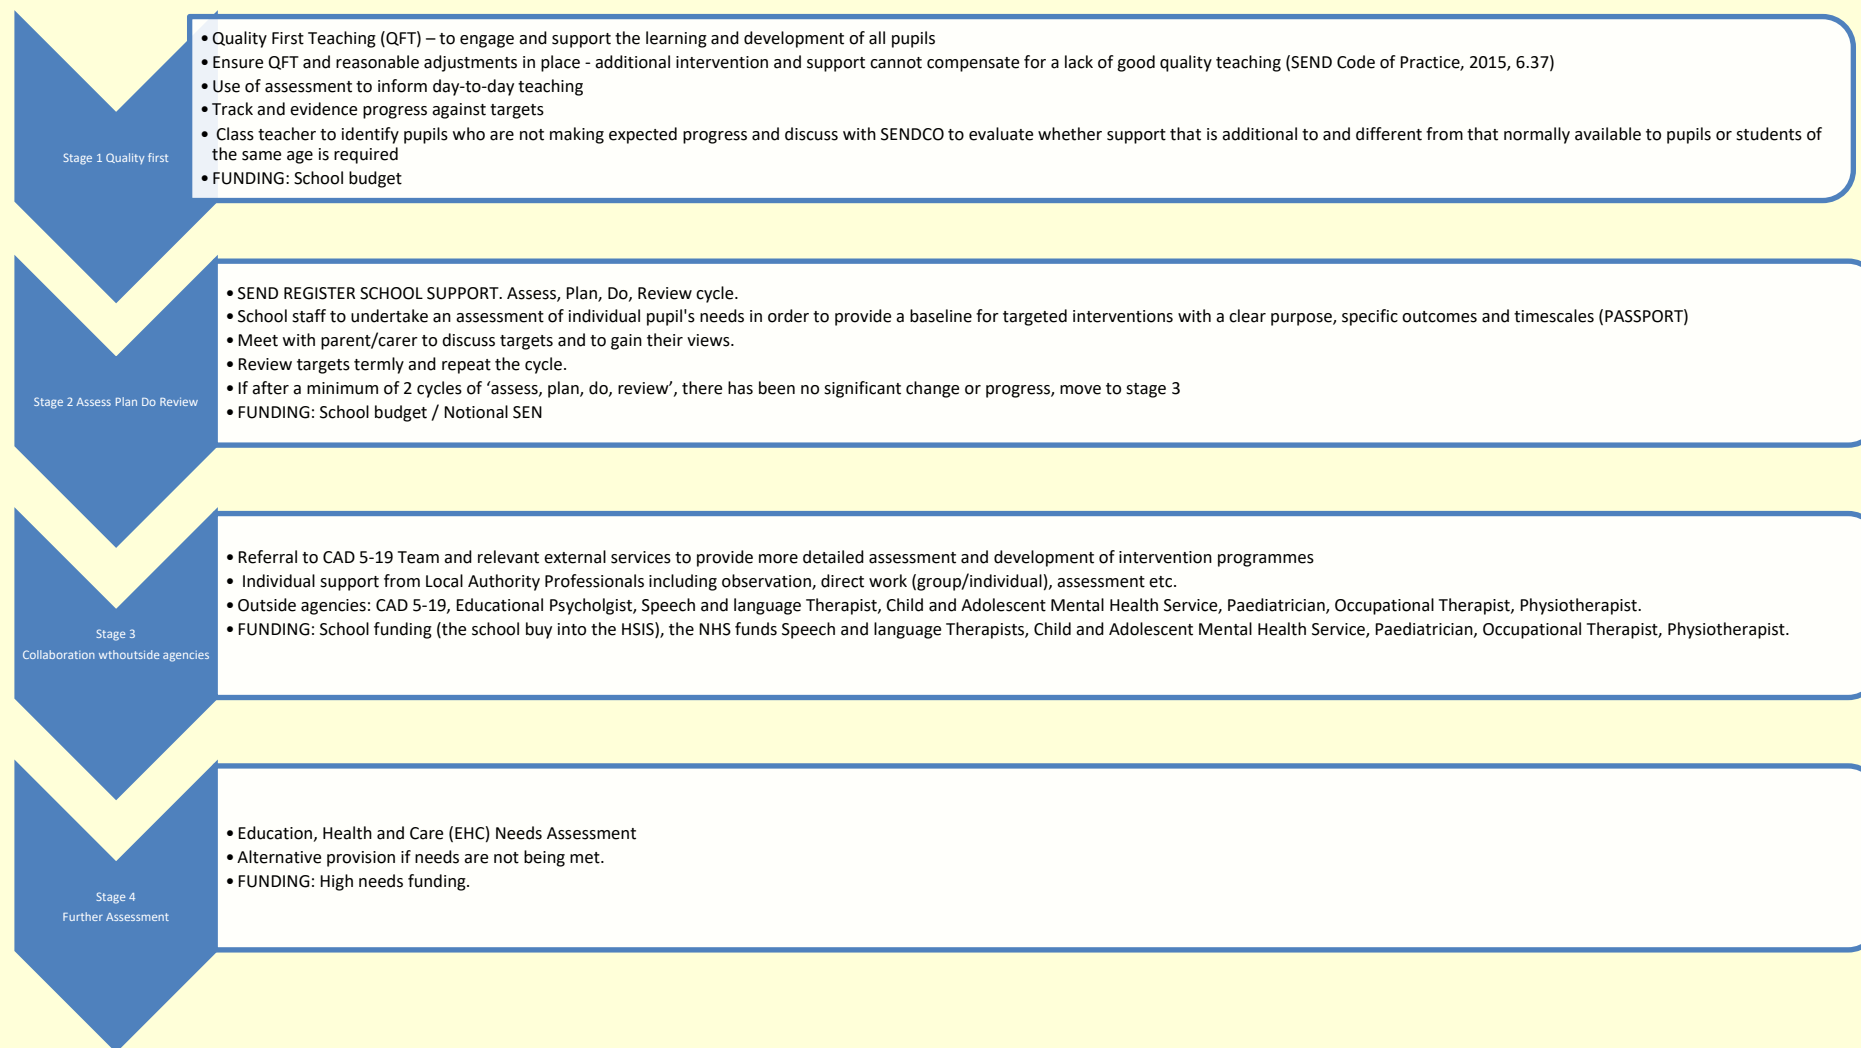 • Quality First Teaching (QFT) – to engage and support the learning and development of all pupils
• Ensure QFT and reasonable adjustments in place - additional intervention and support cannot compensate for a lack of good quality teaching (SEND Code of Practice, 2015, 6.37)
• Use of assessment to inform day-to-day teaching
• Track and evidence progress against targets
• Class teacher to identify pupils who are not making expected progress and discuss with SENDCO to evaluate whether support that is additional to and different from that normally available to pupils or students of
the same age is required
• FUNDING: School budget
Stage 1 Quality first
• SEND REGISTER SCHOOL SUPPORT. Assess, Plan, Do, Review cycle.
• School staff to undertake an assessment of individual pupil's needs in order to provide a baseline for targeted interventions with a clear purpose, specific outcomes and timescales (PASSPORT)
• Meet with parent/carer to discuss targets and to gain their views.
• Review targets termly and repeat the cycle.
• If after a minimum of 2 cycles of ‘assess, plan, do, review’, there has been no significant change or progress, move to stage 3
• FUNDING: School budget / Notional SEN
Stage 2 Assess Plan Do Review
• Referral to CAD 5-19 Team and relevant external services to provide more detailed assessment and development of intervention programmes
• Individual support from Local Authority Professionals including observation, direct work (group/individual), assessment etc.
• Outside agencies: CAD 5-19, Educational Psycholgist, Speech and language Therapist, Child and Adolescent Mental Health Service, Paediatrician, Occupational Therapist, Physiotherapist.
• FUNDING: School funding (the school buy into the HSIS), the NHS funds Speech and language Therapists, Child and Adolescent Mental Health Service, Paediatrician, Occupational Therapist, Physiotherapist.
Stage 3
Collaboration wthoutside agencies
• Education, Health and Care (EHC) Needs Assessment
• Alternative provision if needs are not being met.
• FUNDING: High needs funding.
Stage 4
Further Assessment